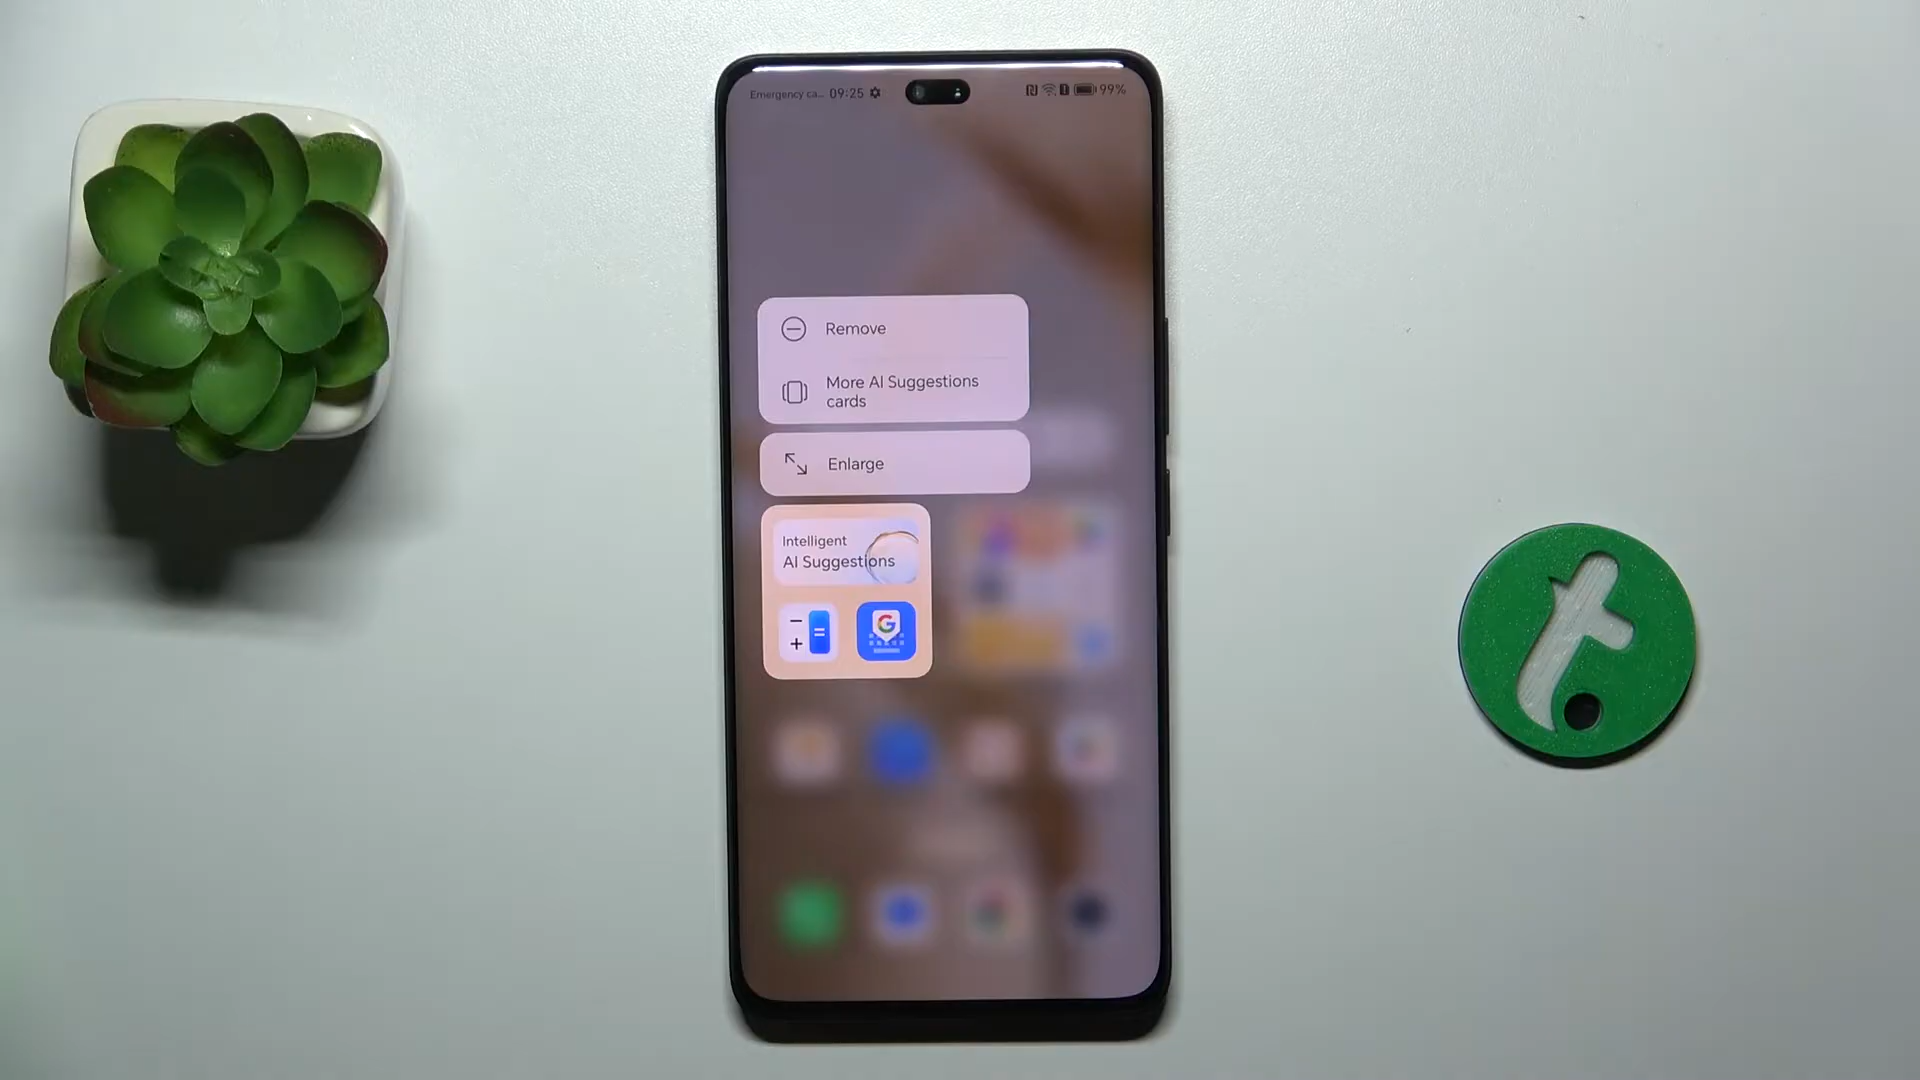 Emergency ca... 09:25
99%
Remove
More AI Suggestions
cards
Enlarge
Intelligent
AI Suggestions